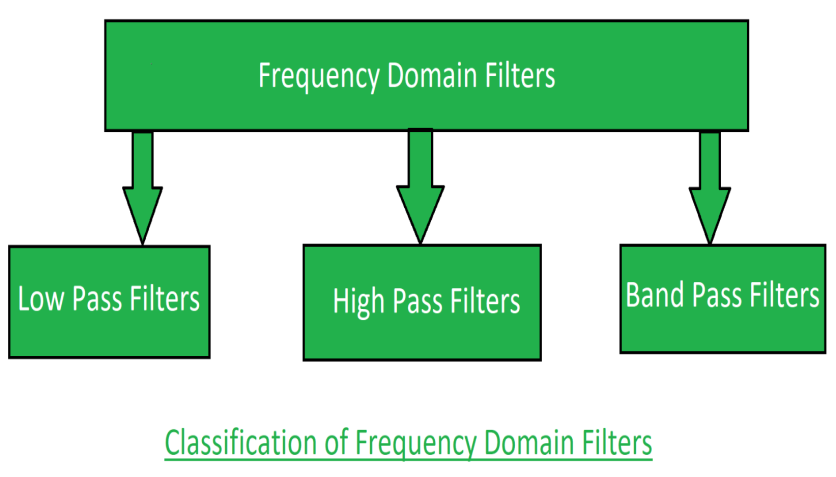 Frequency Domain Filters
Low Pass Filters
High Pass Filters
Band Pass Filters
Classification of Frequency Domain Filters